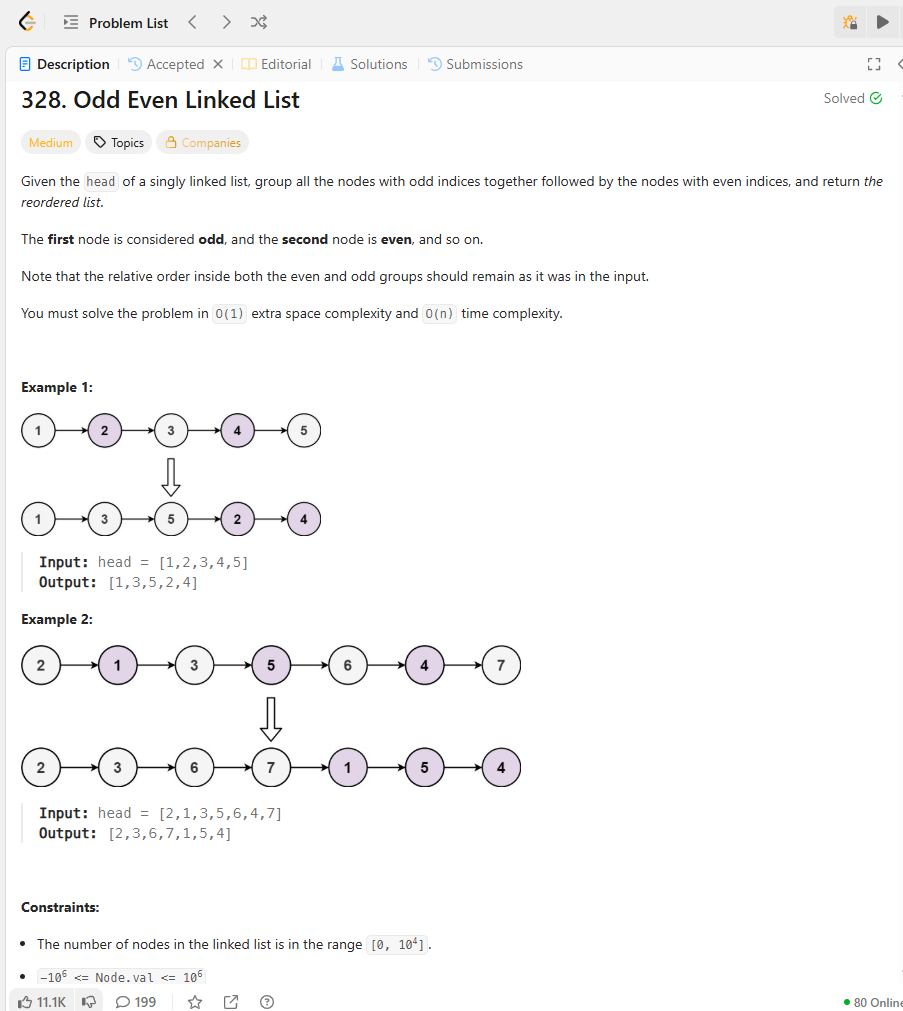 Problem List
Description Accepted Editorial Solutions Submissions
328. Odd Even Linked List
Solved
Medium Topics Companies
Given the head of a singly linked list, group all the nodes with odd indices together followed by the nodes with even indices, and return the
reordered list.
The first node is considered odd, and the second node is even, and so on.
Note that the relative order inside both the even and odd groups should remain as it was in the input.
You must solve the problem in O(1) extra space complexity and O(n) time complexity.
Example 1:
1 2 3 4 5
1 3 5 2 4
Input: head = [1,2,3,4,5]
Output: [1,3,5,2,4]
Example 2:
2 1 3 5 6 4 7
2 3 6 7 1 5 4
Input: head = [2,1,3,5,6,4,7]
Output: [2,3,6,7,1,5,4]
Constraints:
• The number of nodes in the linked list is in the range [0, 10⁴].
• -10⁶ <= Node.val <= 10⁶
11.1K 199 80 Online